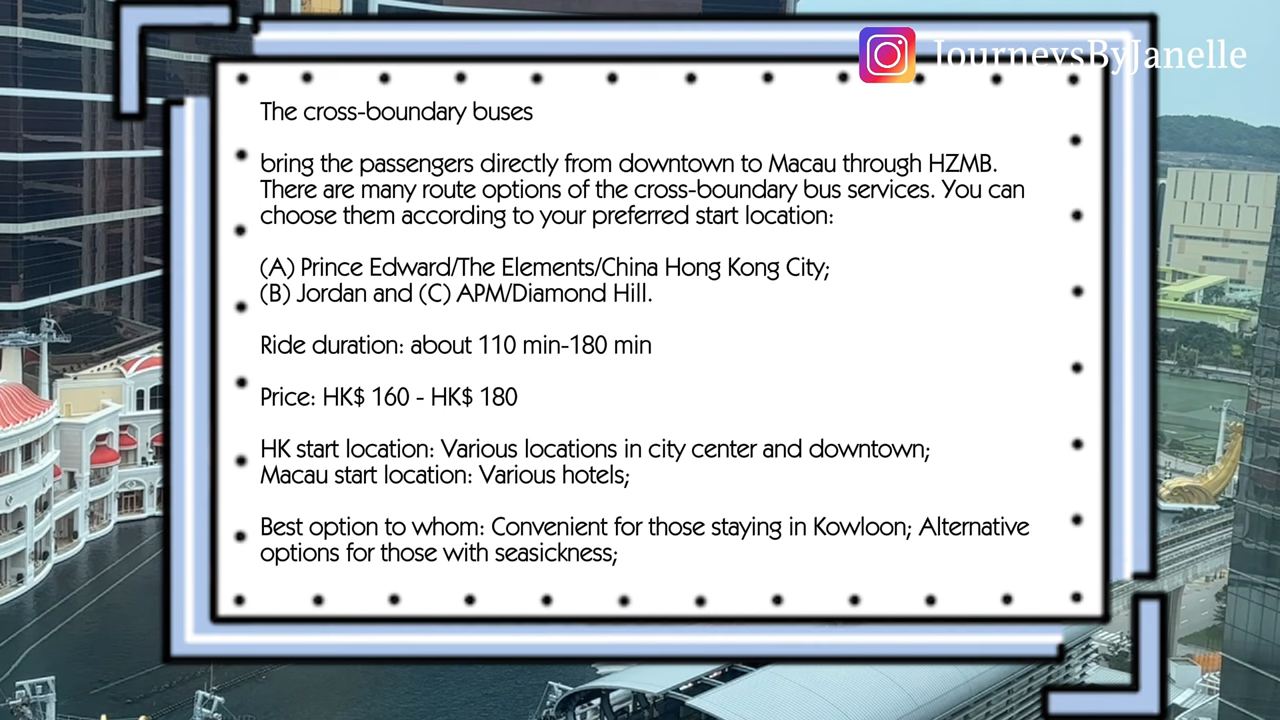 JourneysByJanelle
The cross-boundary buses
bring the passengers directly from downtown to Macau through HZMB.
There are many route options of the cross-boundary bus services. You can
choose them according to your preferred start location:
(A) Prince Edward/The Elements/China Hong Kong City;
(B) Jordan and (C) APM/Diamond Hill.
Ride duration: about 110 min-180 min
Price: HK$ 160 - HK$ 180
HK start location: Various locations in city center and downtown;
Macau start location: Various hotels;
Best option to whom: Convenient for those staying in Kowloon; Alternative
options for those with seasickness;